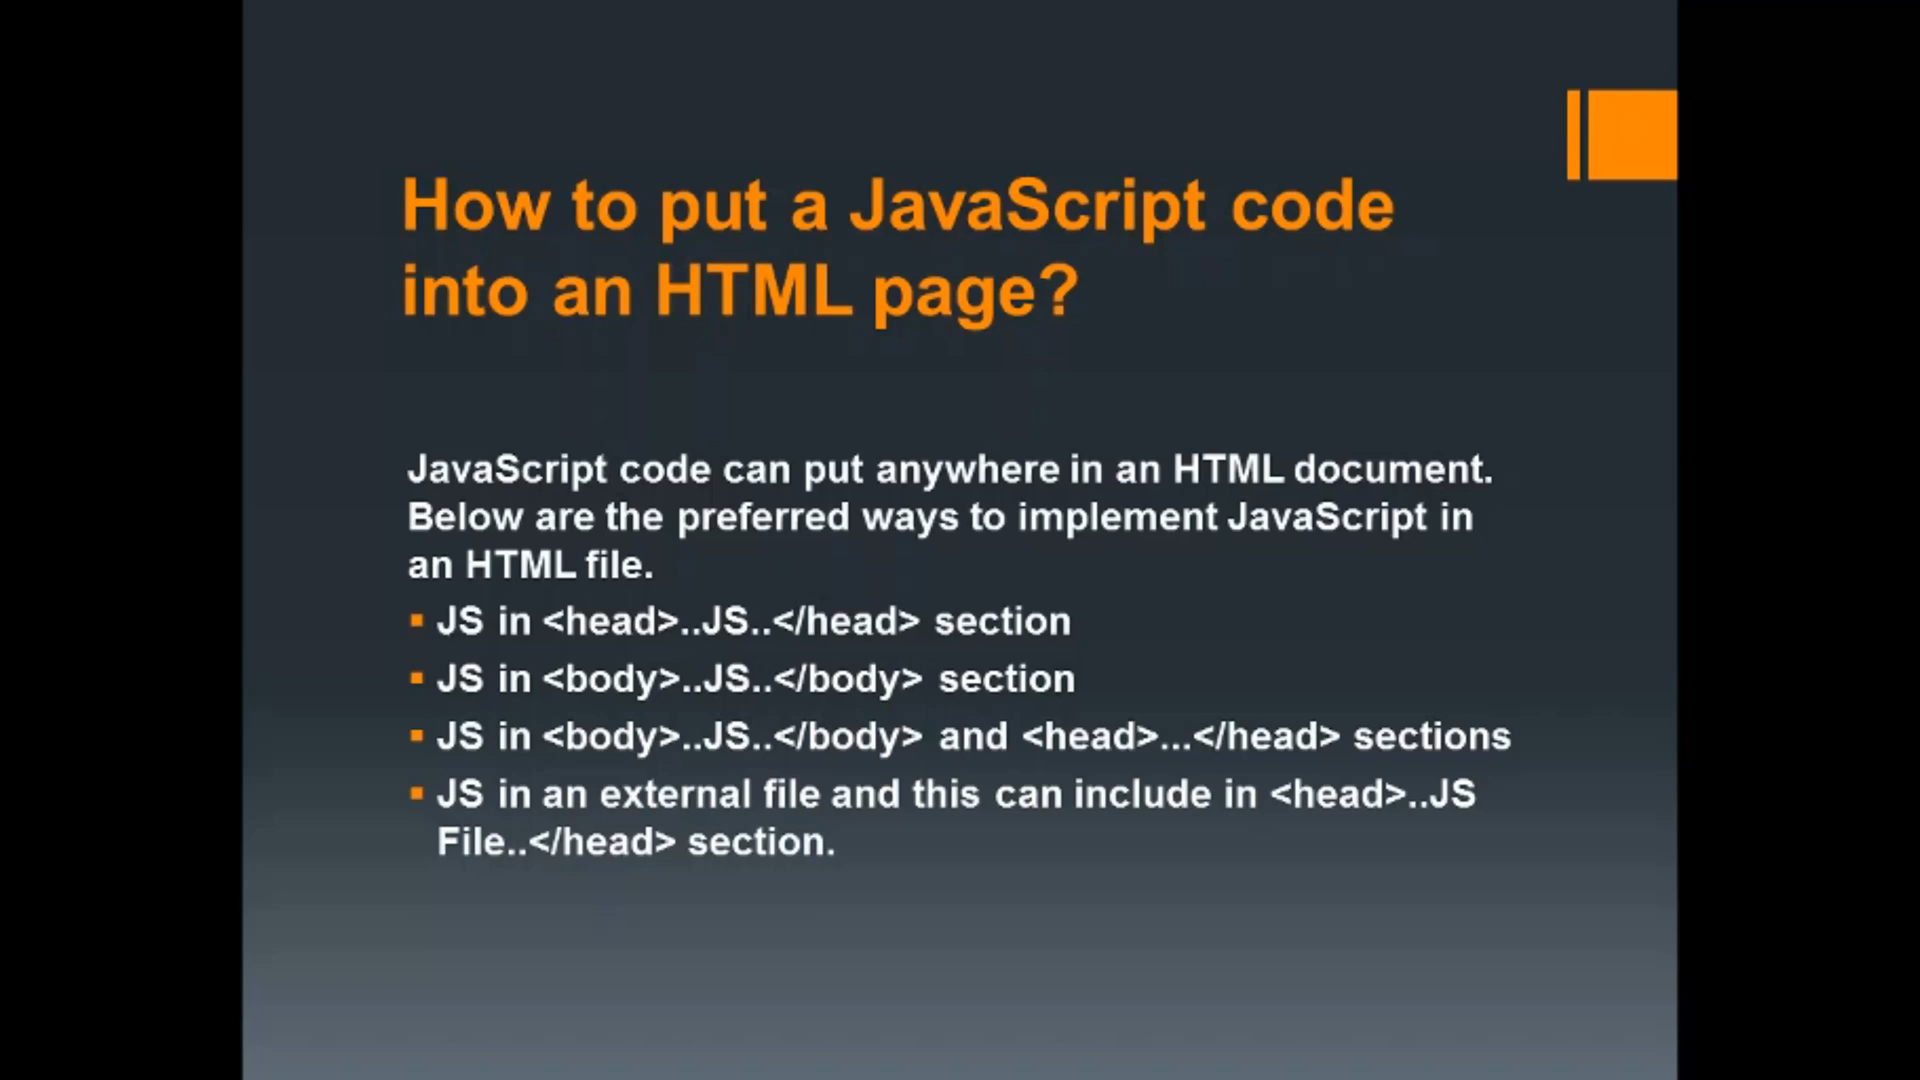 How to put a JavaScript code
into an HTML page?
JavaScript code can put anywhere in an HTML document.
Below are the preferred ways to implement JavaScript in
an HTML file.
JS in <head>..JS..</head> section
JS in <body>..JS..</body> section
JS in <body>..JS..</body> and <head>...</head> sections
JS in an external file and this can include in <head>..JS
File..</head> section.